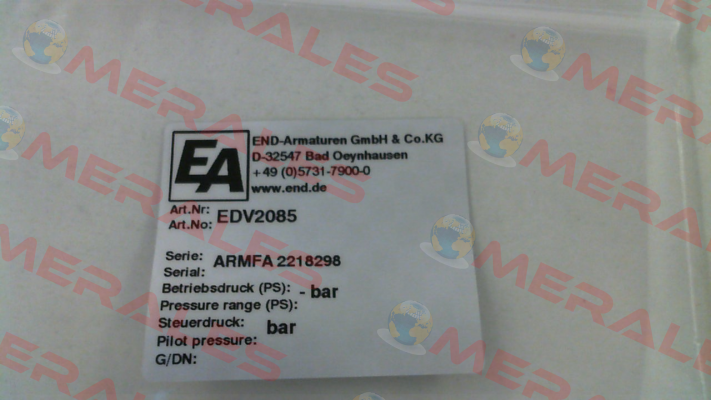 MERALES
EA
END-Armaturen GmbH & Co.KG
D-32547 Bad Oeynhausen
+49 (0)5731-7900-0
www.end.de
Art.Nr:
Art.No: EDV2085
Serie: ARMFA 2218298
Serial:
Betriebsdruck (PS): - bar
Pressure range (PS):
Steuerdruck: bar
Pilot pressure:
G/DN:
MERALES
MERALES
MERALES